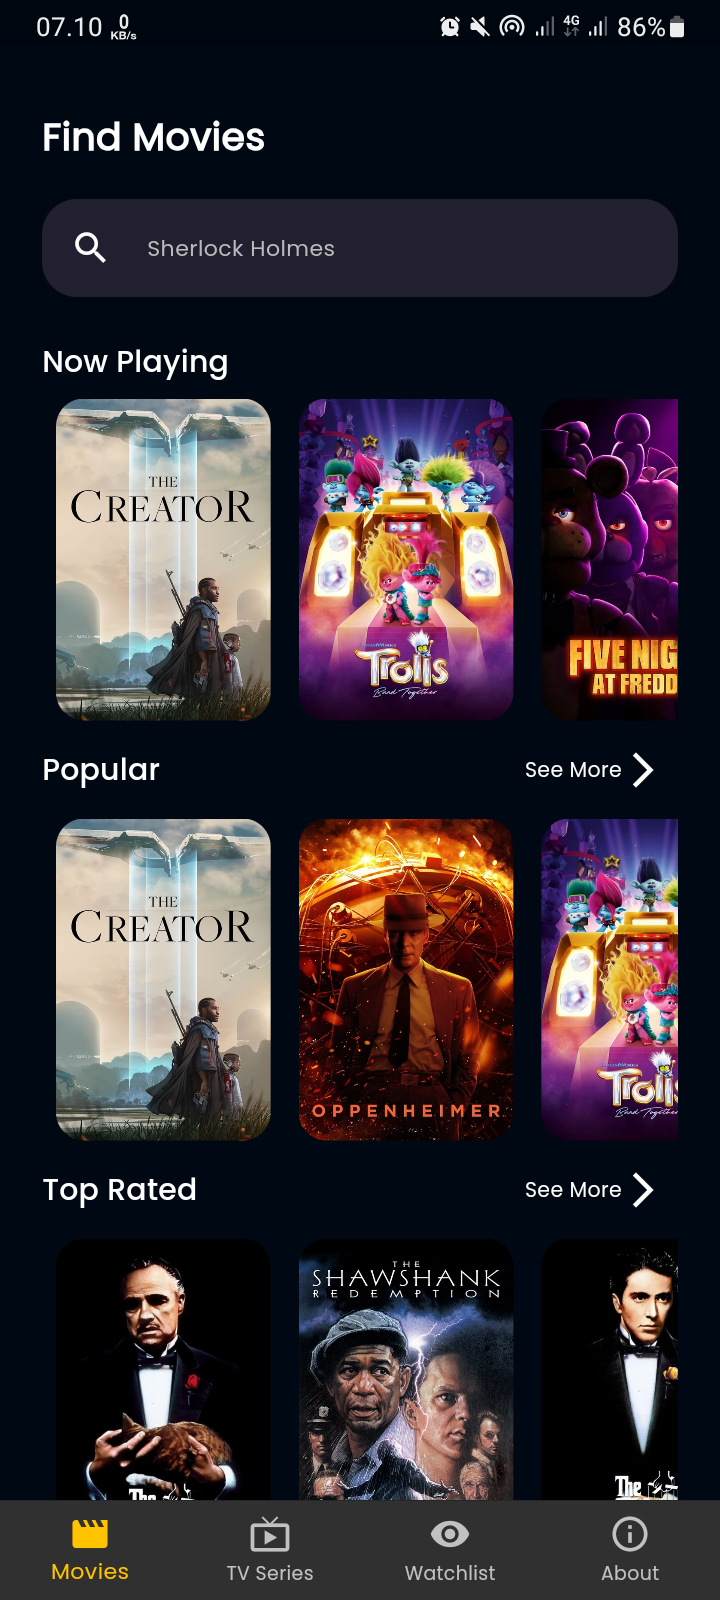 07.10 0 KB/s 4G 86%
Find Movies
Sherlock Holmes
Now Playing
THE
CREATOR
Trolls
Band Together
FIVE NIG
AT FREDD
Popular See More
THE
CREATOR
OPPENHEIMER
Trolls
Band Together
Top Rated See More
THE
SHAWSHANK
REDEMPTION
The
The
Movies TV Series Watchlist About